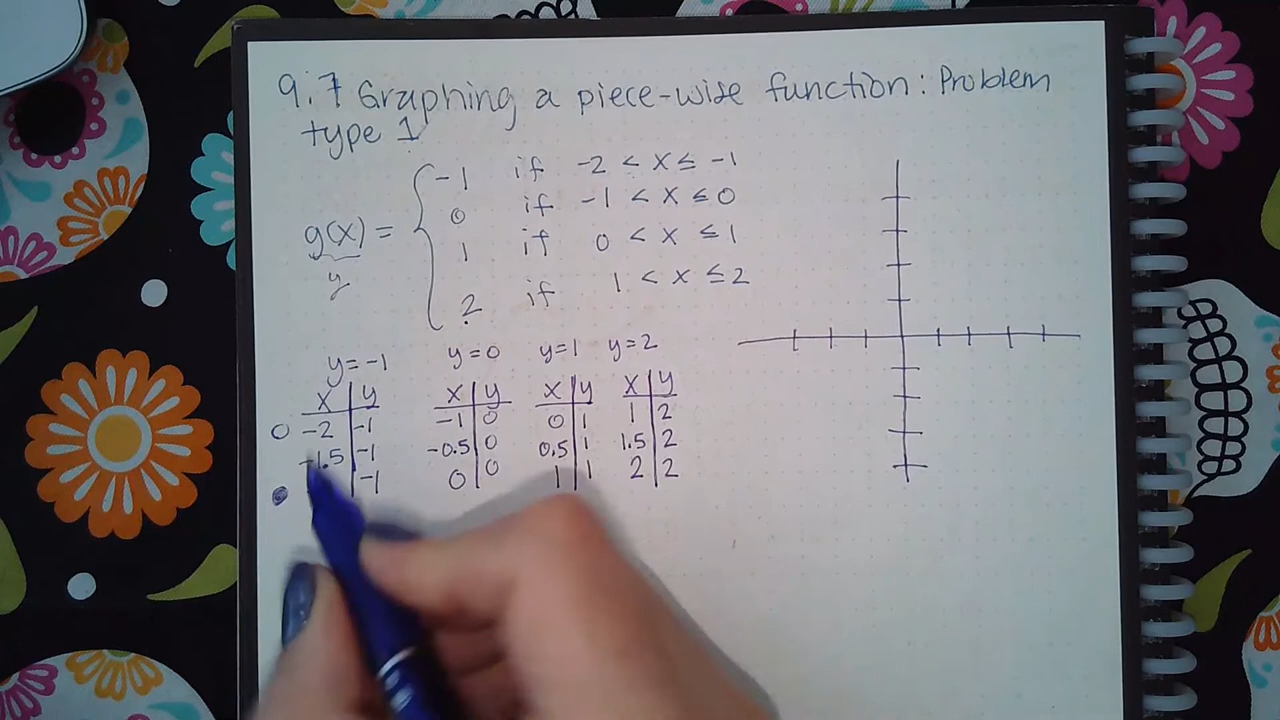 9.7 Graphing a piece-wise function: Problem
type 1
-1 if -2 < x ≤ -1
0 if -1 < x ≤ 0
g(x) =
1 if 0 < x ≤ 1
y
2 if 1 < x ≤ 2
y=-1 y=0 y=1 y=2
x y x y x y x y
-2 -1 -1 0 0 1 1 2
-1.5 -1 -0.5 0 0.5 1 1.5 2
-1 0 0 1 1 2 2